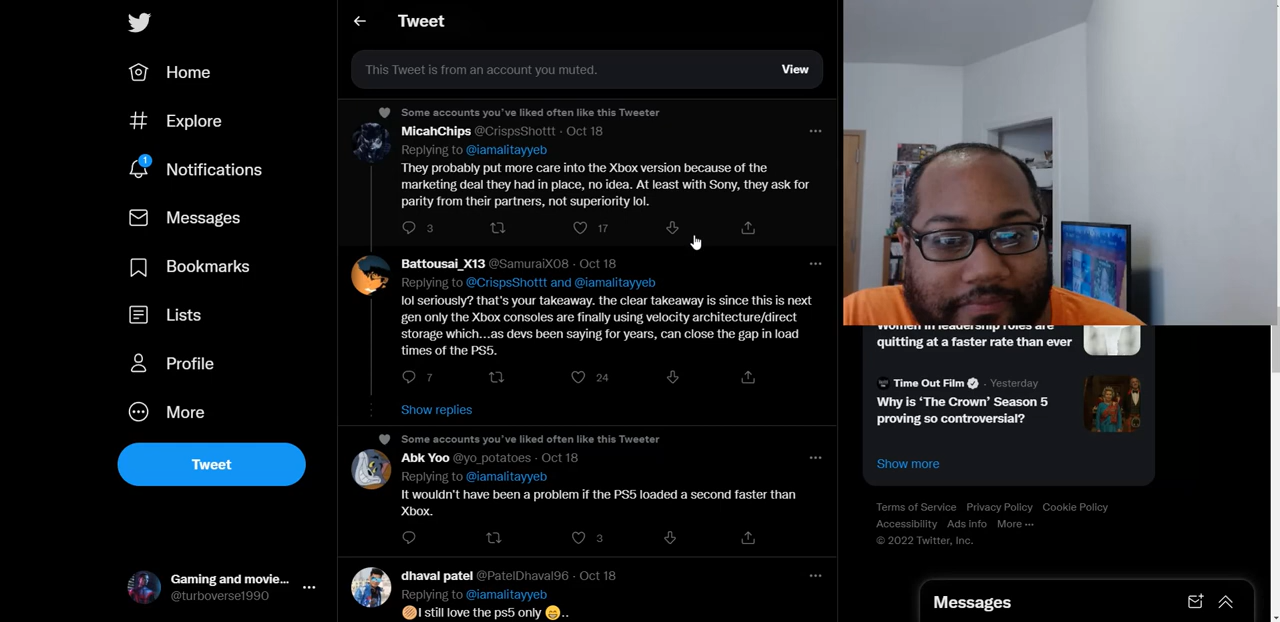 Tweet
Home
This Tweet is from an account you muted.
View
Explore
Some accounts you've liked often like this Tweeter
MicahChips @CrispsShottt · Oct 18
Replying to @iamalitayyeb
They probably put more care into the Xbox version because of the
marketing deal they had in place, no idea. At least with Sony, they ask for
parity from their partners, not superiority lol.
3
17
1
Notifications
Messages
Bookmarks
Lists
Profile
More
Tweet
Battousai_X13 @SamuraiX08 · Oct 18
Replying to @CrispsShottt and @iamalitayyeb
lol seriously? that's your takeaway. the clear takeaway is since this is next
gen only the Xbox consoles are finally using velocity architecture/direct
storage which...as devs been saying for years, can close the gap in load
times of the PS5.
7
24
Show replies
Some accounts you've liked often like this Tweeter
Abk Yoo @yo_potatoes · Oct 18
Replying to @iamalitayyeb
It wouldn't have been a problem if the PS5 loaded a second faster than
Xbox.
3
dhaval patel @PatelDhaval96 · Oct 18
Replying to @iamalitayyeb
I still love the ps5 only 😁..
Gaming and movie...
@turboverse1990
Women in leadership roles are
quitting at a faster rate than ever
Time Out Film · Yesterday
Why is 'The Crown' Season 5
proving so controversial?
Show more
Terms of Service Privacy Policy Cookie Policy
Accessibility Ads info More ···
© 2022 Twitter, Inc.
Messages